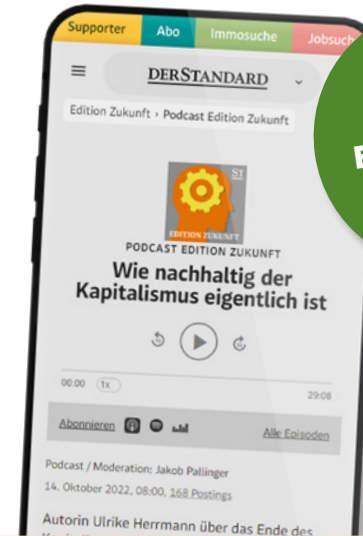 Supporter
Abo
Immosuche
Jobsuch
DERSTANDARD
Edition Zukunft › Podcast Edition Zukunft
ST
EDITION ZUKUNFT
PODCAST EDITION ZUKUNFT
Wie nachhaltig der
Kapitalismus eigentlich ist
00:00 1x 29:08
Abonnieren Alle Episoden
Podcast / Moderation: Jakob Pallinger
14. Oktober 2022, 08:00, 168 Postings
Autorin Ulrike Herrmann über das Ende des